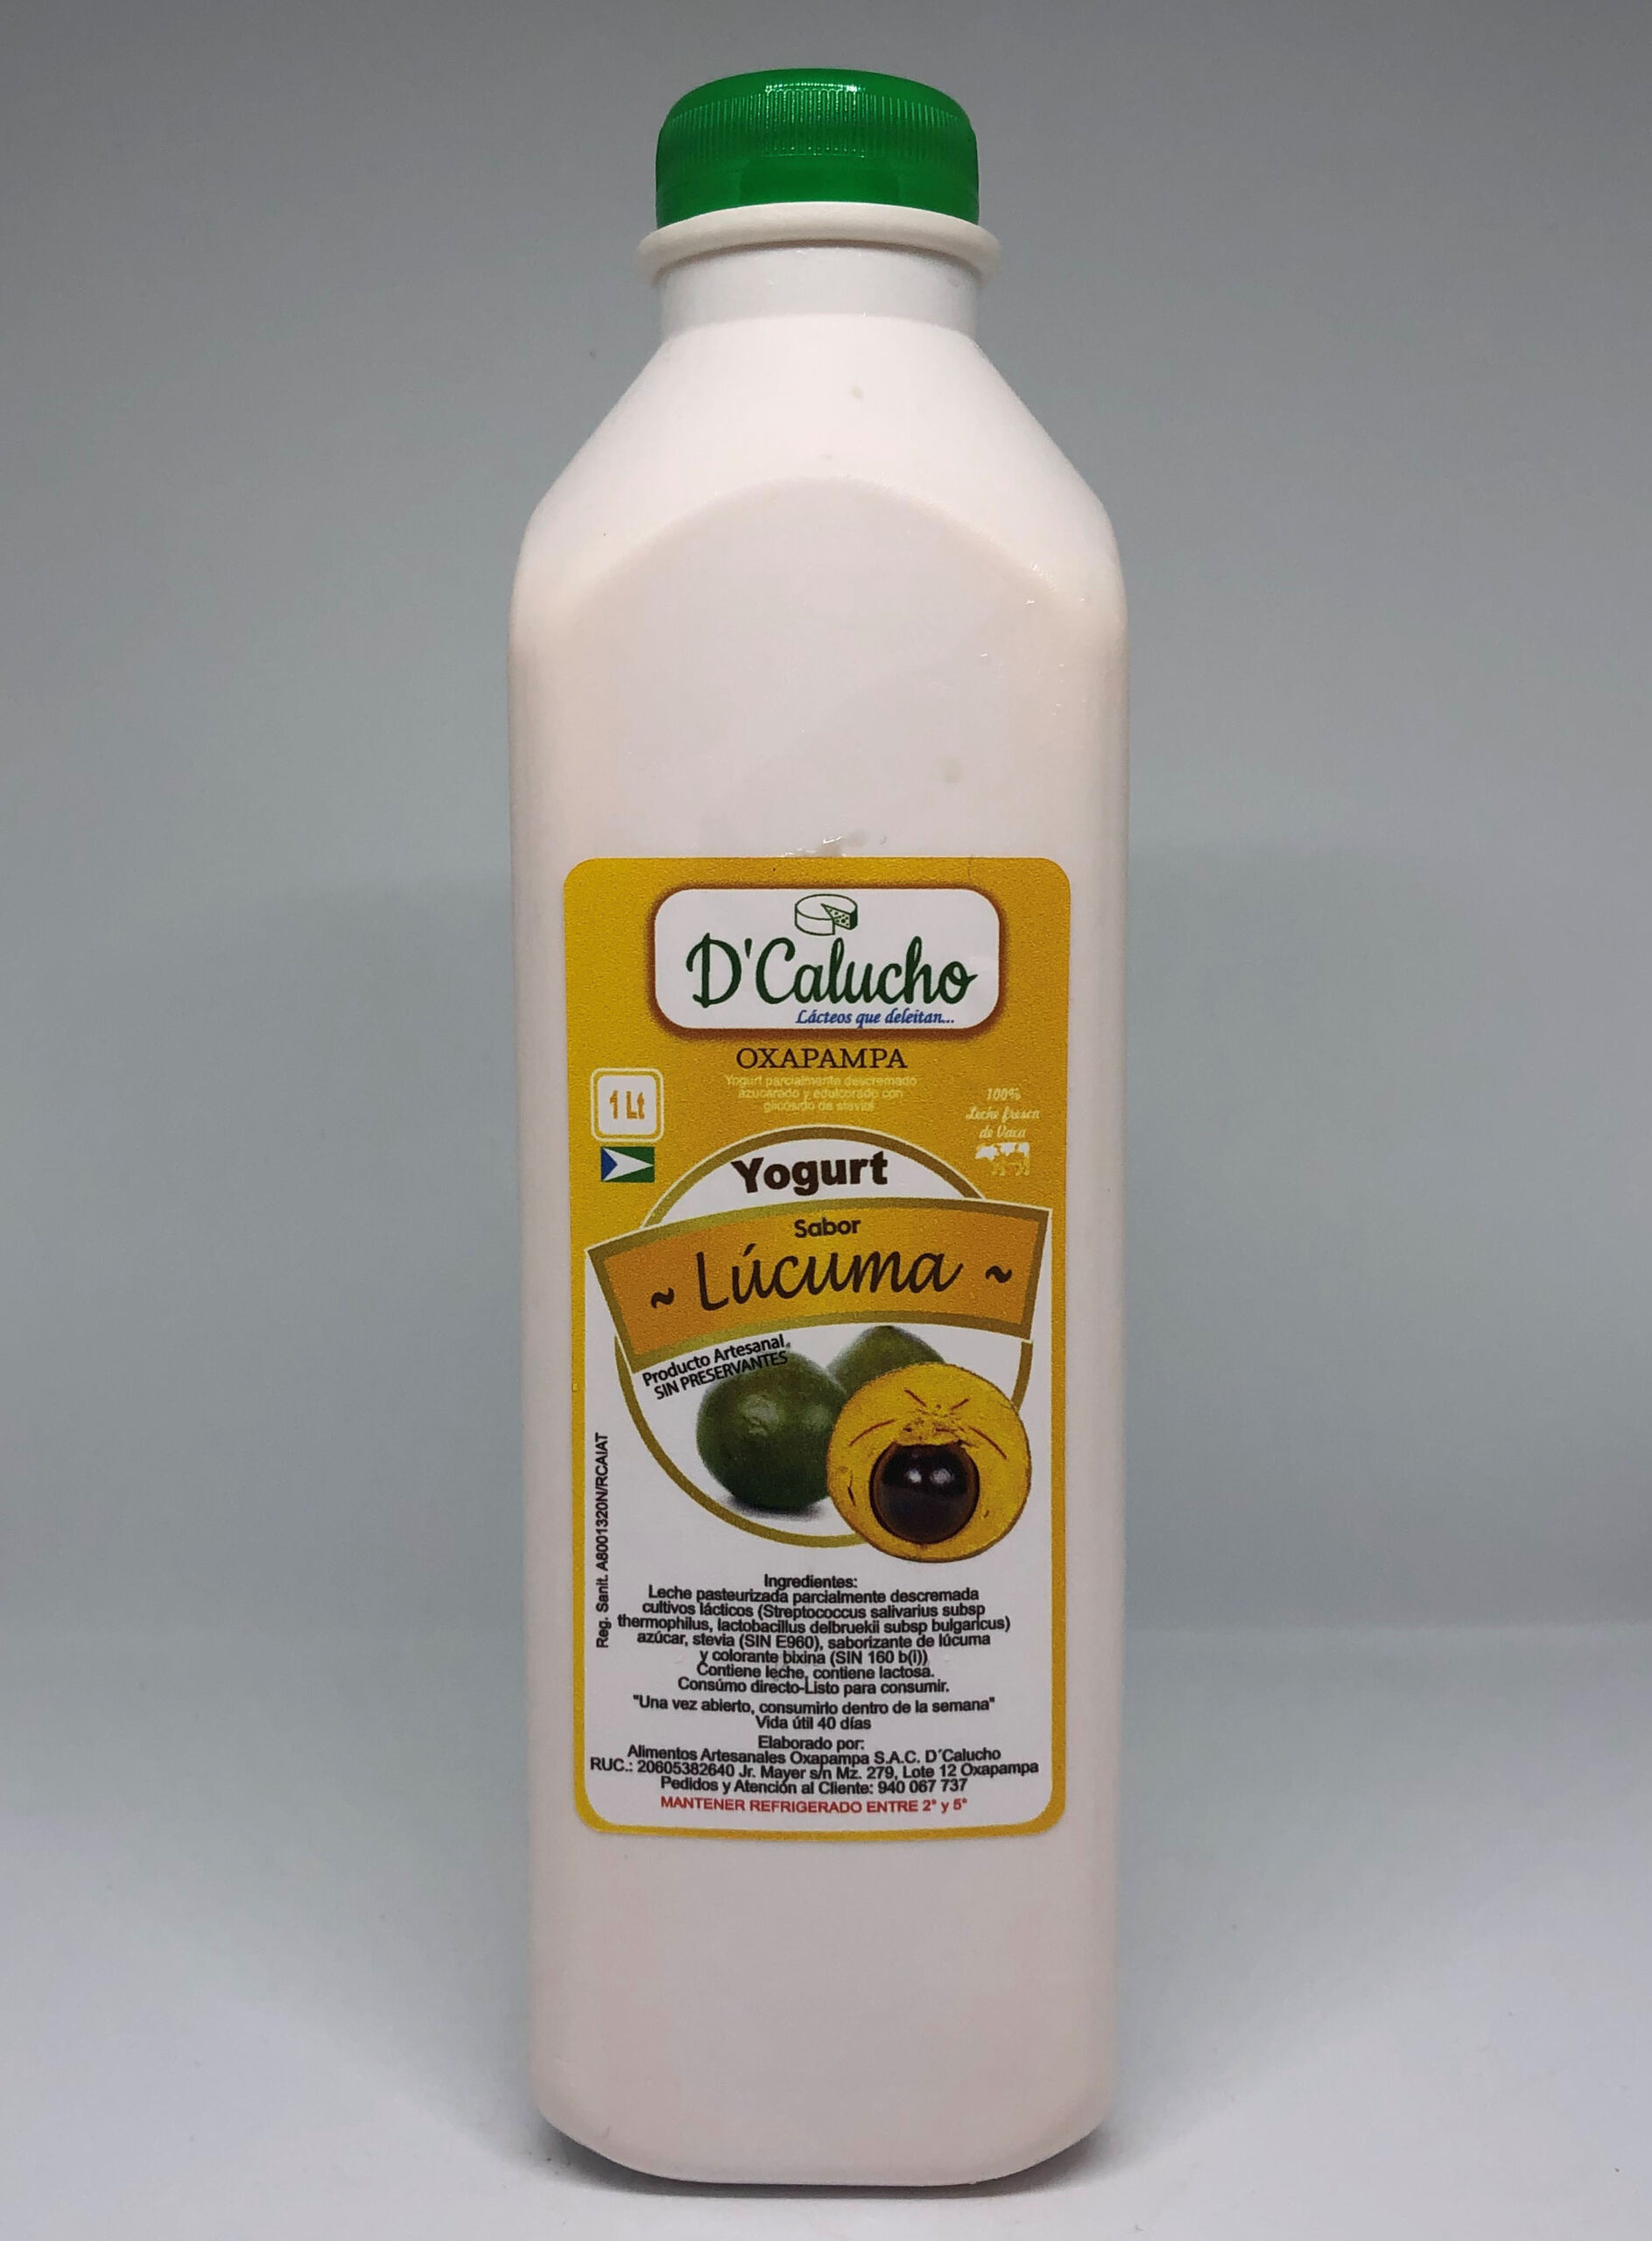 D'Calucho
Lácteos que deleitan...
OXAPAMPA
Yogurt parcialmente descremado
azucarado y edulcorado con
glicósido de stevial
1 Lt
100%
Leche fresca
de Vaca
Yogurt
Sabor
~ Lúcuma ~
Producto Artesanal
SIN PRESERVANTES
Reg. Sanit. A8001320N/RCAIAT
Ingredientes:
Leche pasteurizada parcialmente descremada
cultivos lácticos (Streptococcus salivarius subsp
thermophilus, lactobacillus delbruekii subsp bulgaricus)
azúcar, stevia (SIN E960), saborizante de lúcuma
y colorante bixina (SIN 160 b(l))
Contiene leche, contiene lactosa.
Consúmo directo-Listo para consumir.
"Una vez abierto, consumirlo dentro de la semana"
Vida útil 40 días
Elaborado por:
Alimentos Artesanales Oxapampa S.A.C. D´Calucho
RUC.: 20605382640 Jr. Mayer s/n Mz. 279, Lote 12 Oxapampa
Pedidos y Atención al Cliente: 940 067 737
MANTENER REFRIGERADO ENTRE 2° y 5°